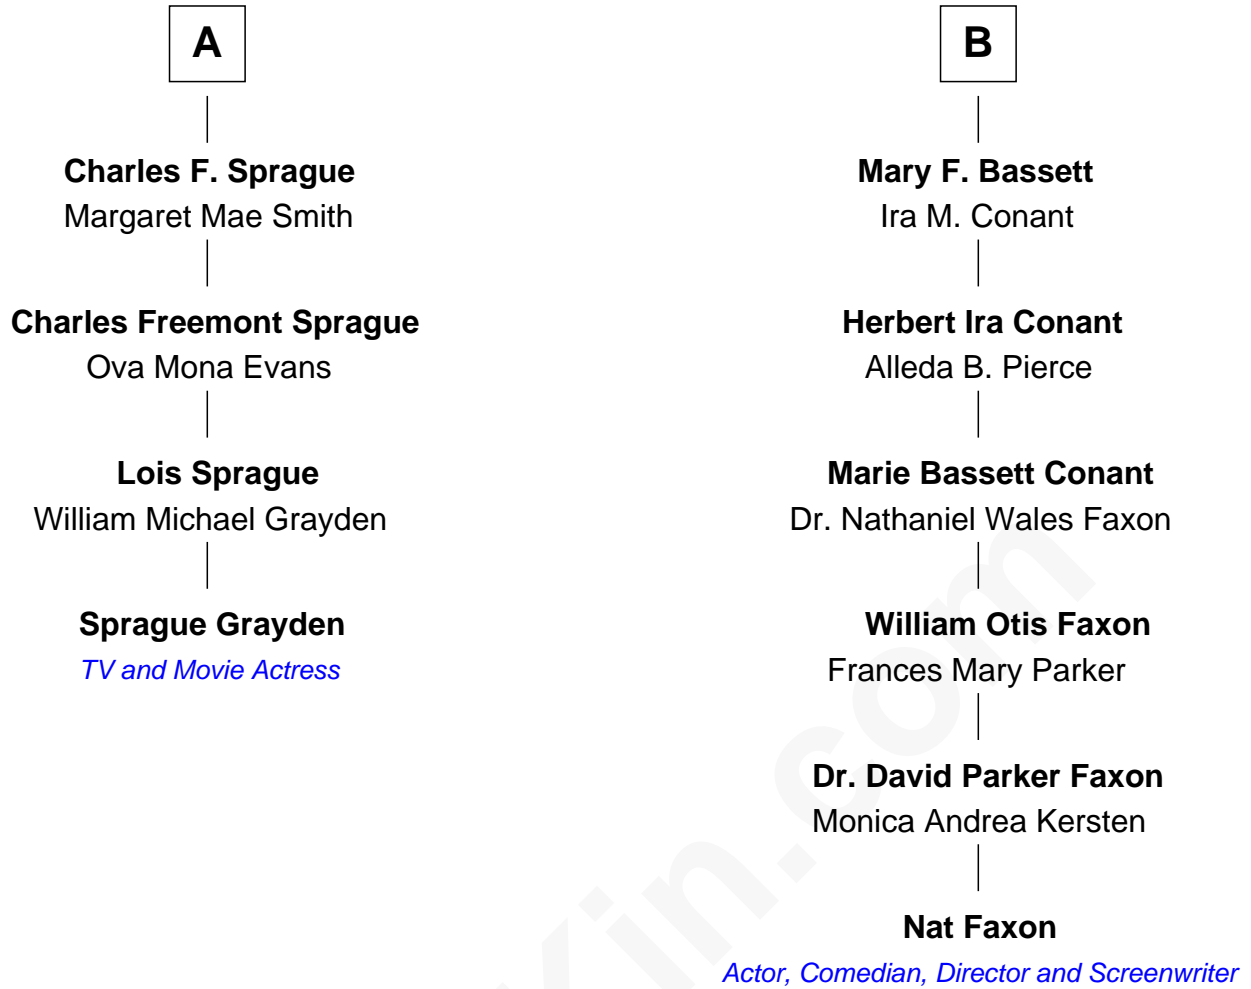 A
Charles F. Sprague
Margaret Mae Smith
Charles Freemont Sprague
Ova Mona Evans
Lois Sprague
William Michael Grayden
Sprague Grayden
TV and Movie Actress
B
Mary F. Bassett
Ira M. Conant
Herbert Ira Conant
Alleda B. Pierce
Marie Bassett Conant
Dr. Nathaniel Wales Faxon
William Otis Faxon
Frances Mary Parker
Dr. David Parker Faxon
Monica Andrea Kersten
Nat Faxon
Actor, Comedian, Director and Screenwriter
Kin.com